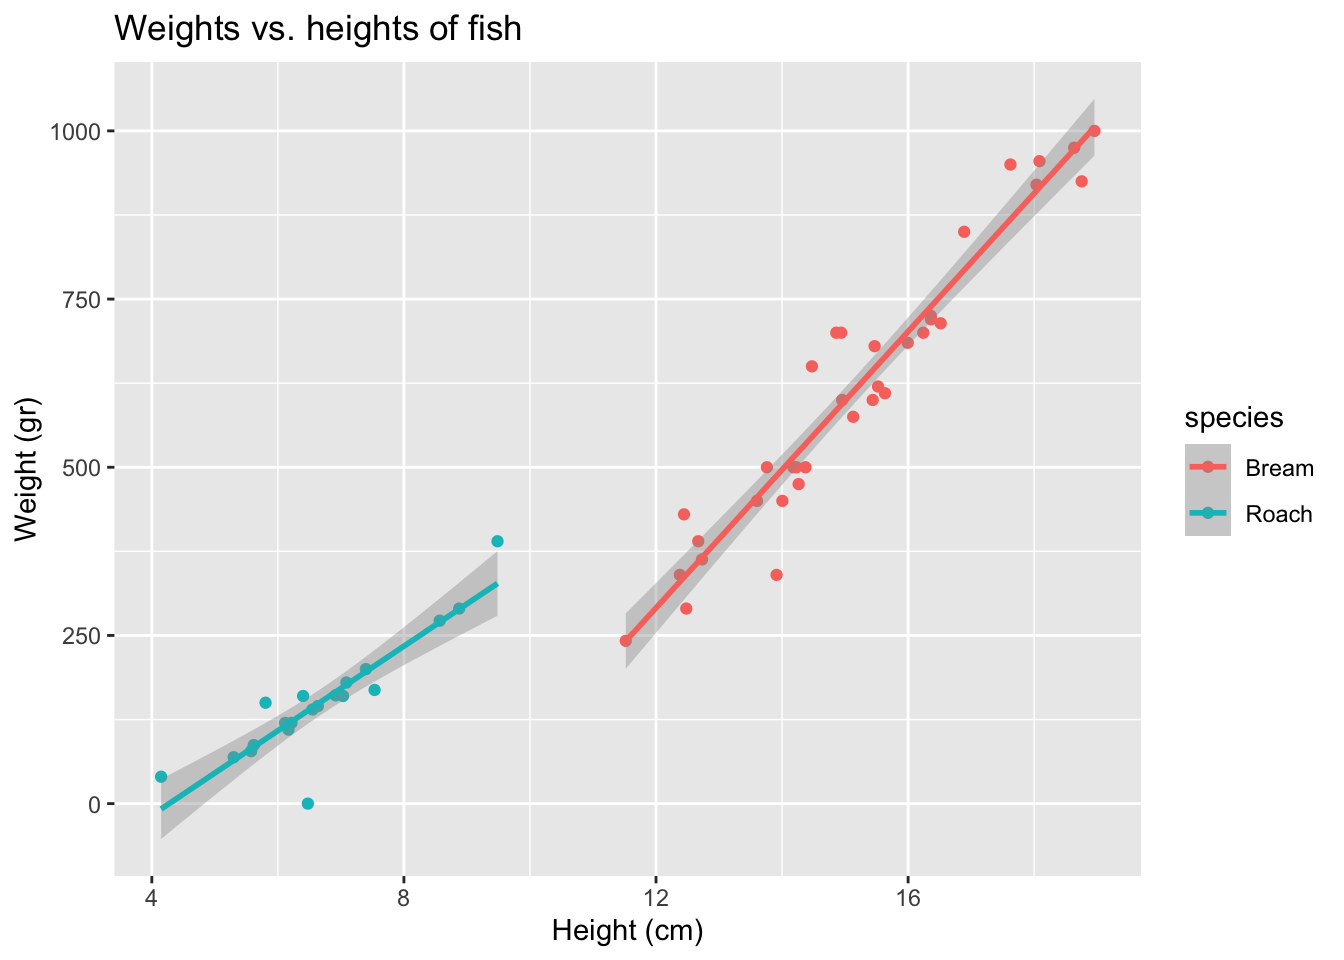 Weights vs. heights of fish
1000
750
500
250
0
4 8 12 16
Height (cm)
Weight (gr)
species
Bream
Roach